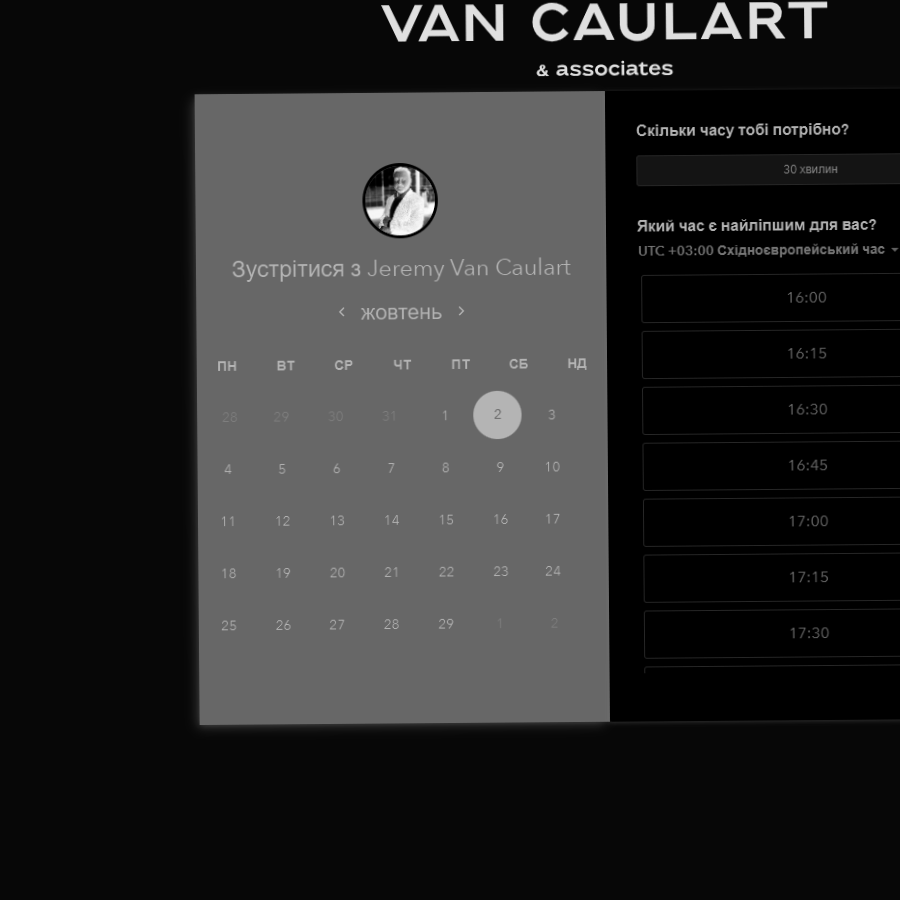 VAN CAULART
& associates
Зустрітися з Jeremy Van Caulart
жовтень
ПН ВТ СР ЧТ ПТ СБ НД
28 29 30 31 1 2 3
4 5 6 7 8 9 10
11 12 13 14 15 16 17
18 19 20 21 22 23 24
25 26 27 28 29 1 2
Скільки часу тобі потрібно?
30 хвилин
Який час є найліпшим для вас?
UTC +03:00 Східноєвропейський час
16:00
16:15
16:30
16:45
17:00
17:15
17:30